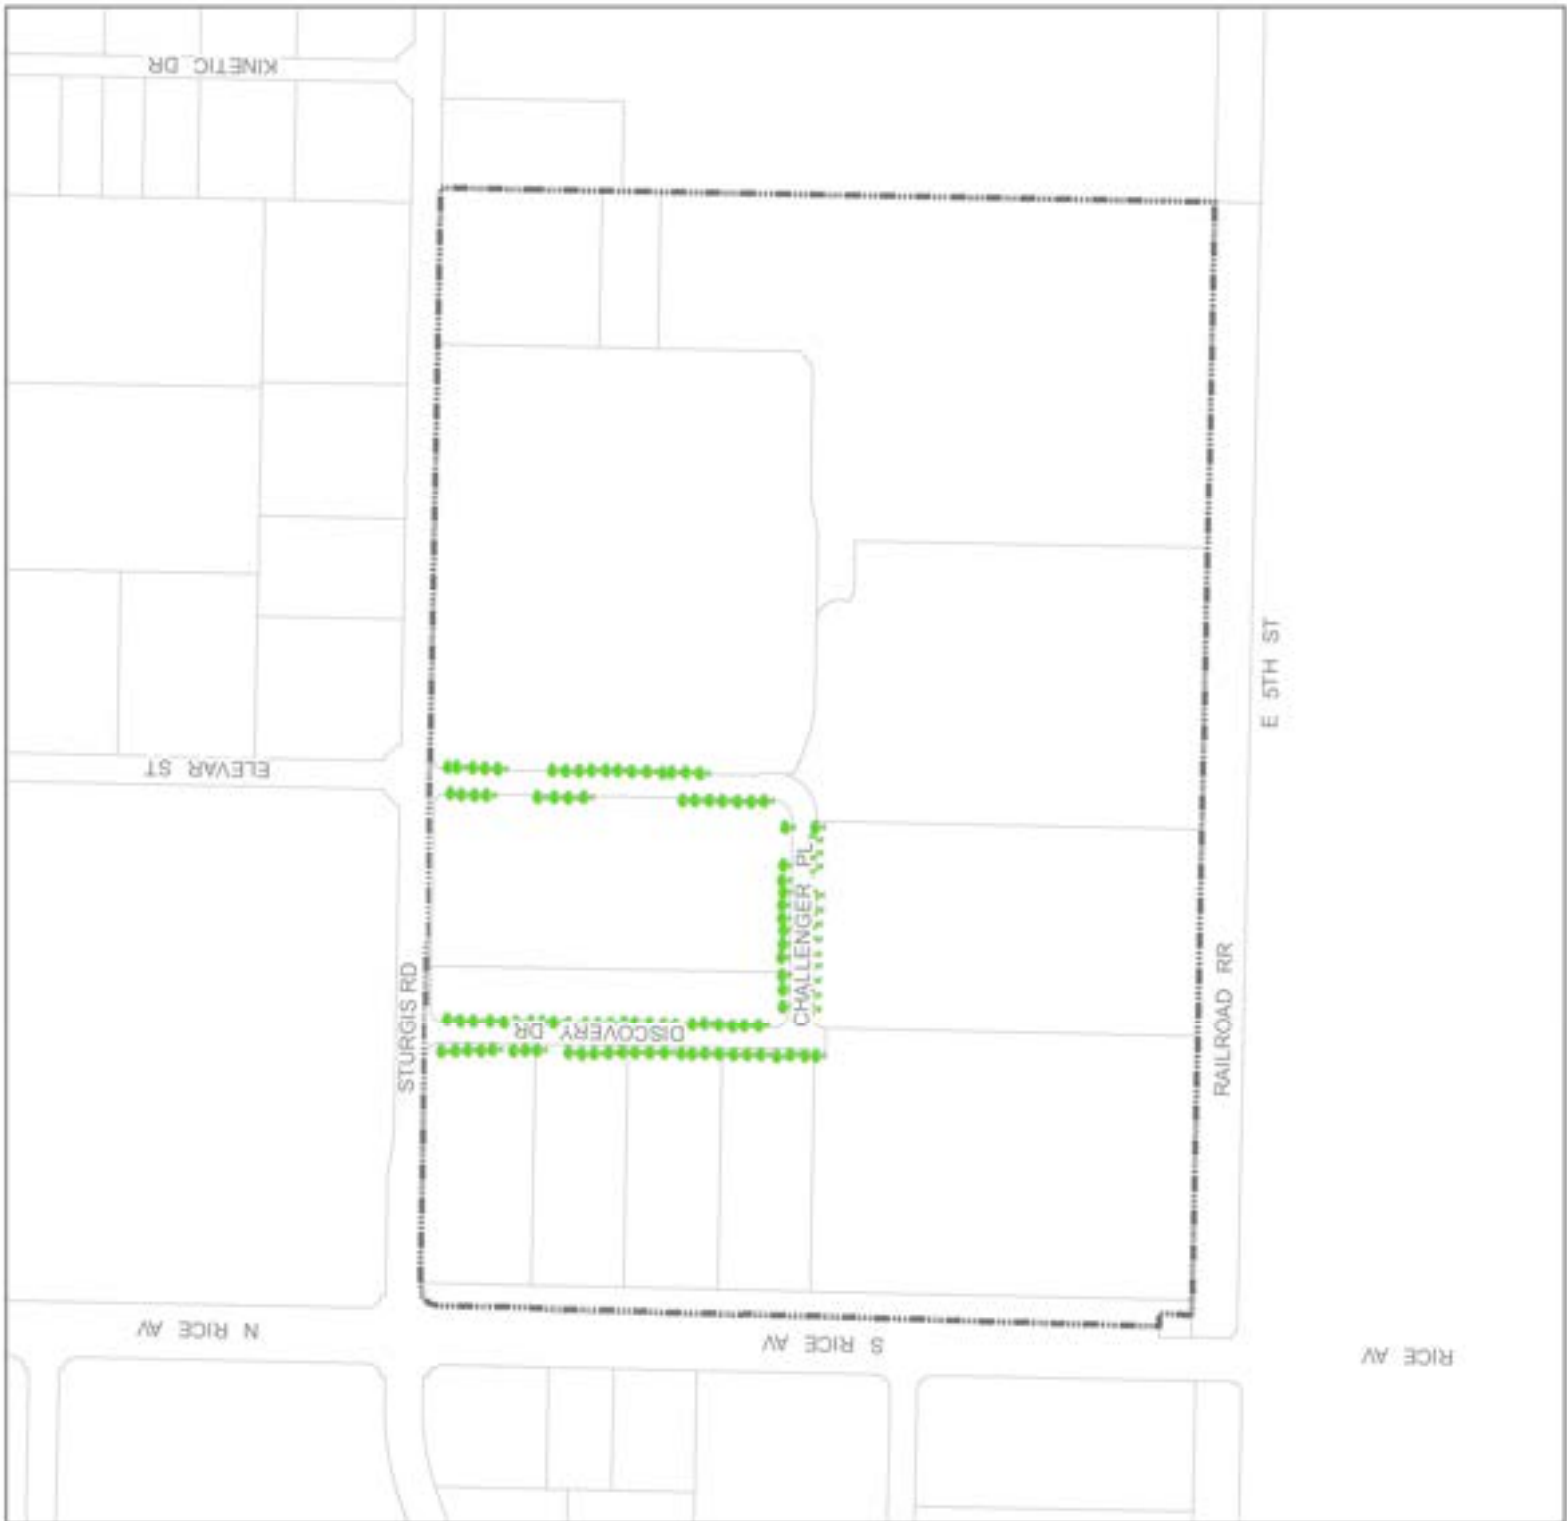 KINETIC DR
E 5TH ST
ELEVAR ST
CHALLENGER PL
STURGIS RD
DISCOVERY DR
RAILROAD RR
N RICE AV
S RICE AV
RICE AV